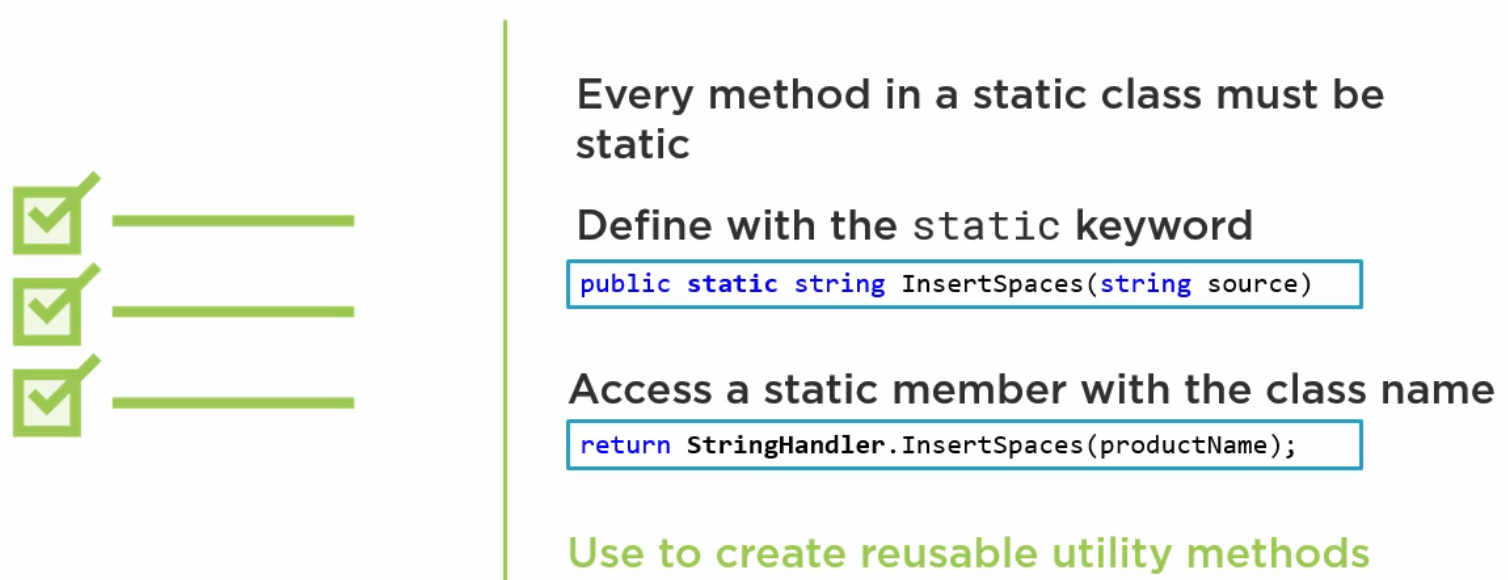 Every method in a static class must be
static
Define with the static keyword
public static string InsertSpaces(string source)
Access a static member with the class name
return StringHandler.InsertSpaces(productName);
Use to create reusable utility methods